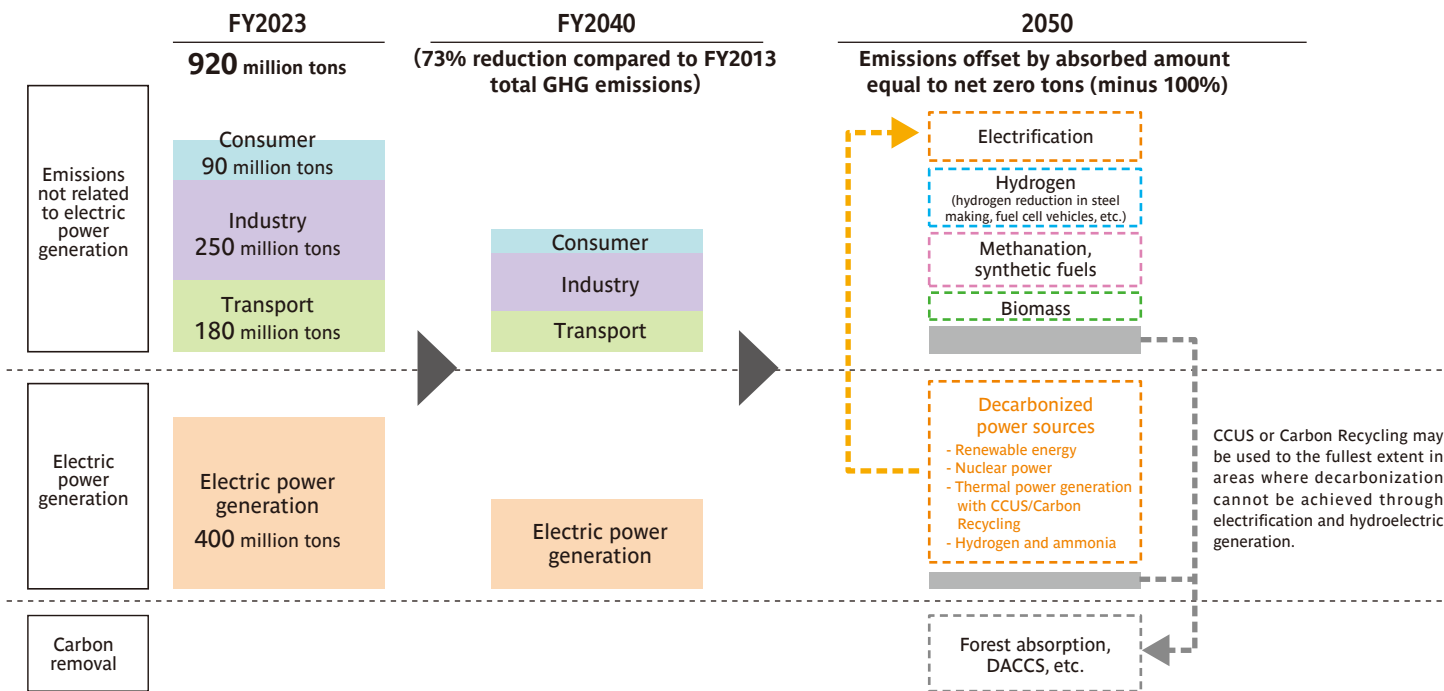 FY2023
920 million tons
FY2040
(73% reduction compared to FY2013
total GHG emissions)
2050
Emissions offset by absorbed amount
equal to net zero tons (minus 100%)
Emissions
not related
to electric
power
generation
Consumer
90 million tons
Industry
250 million tons
Transport
180 million tons
Consumer
Industry
Transport
Electrification
Hydrogen
(hydrogen reduction in steel
making, fuel cell vehicles, etc.)
Methanation,
synthetic fuels
Biomass
Electric
power
generation
Electric power
generation
400 million tons
Electric power
generation
Decarbonized
power sources
- Renewable energy
- Nuclear power
- Thermal power generation
with CCUS/Carbon
Recycling
- Hydrogen and ammonia
CCUS or Carbon Recycling may
be used to the fullest extent in
areas where decarbonization
cannot be achieved through
electrification and hydroelectric
generation.
Carbon
removal
Forest absorption,
DACCS, etc.